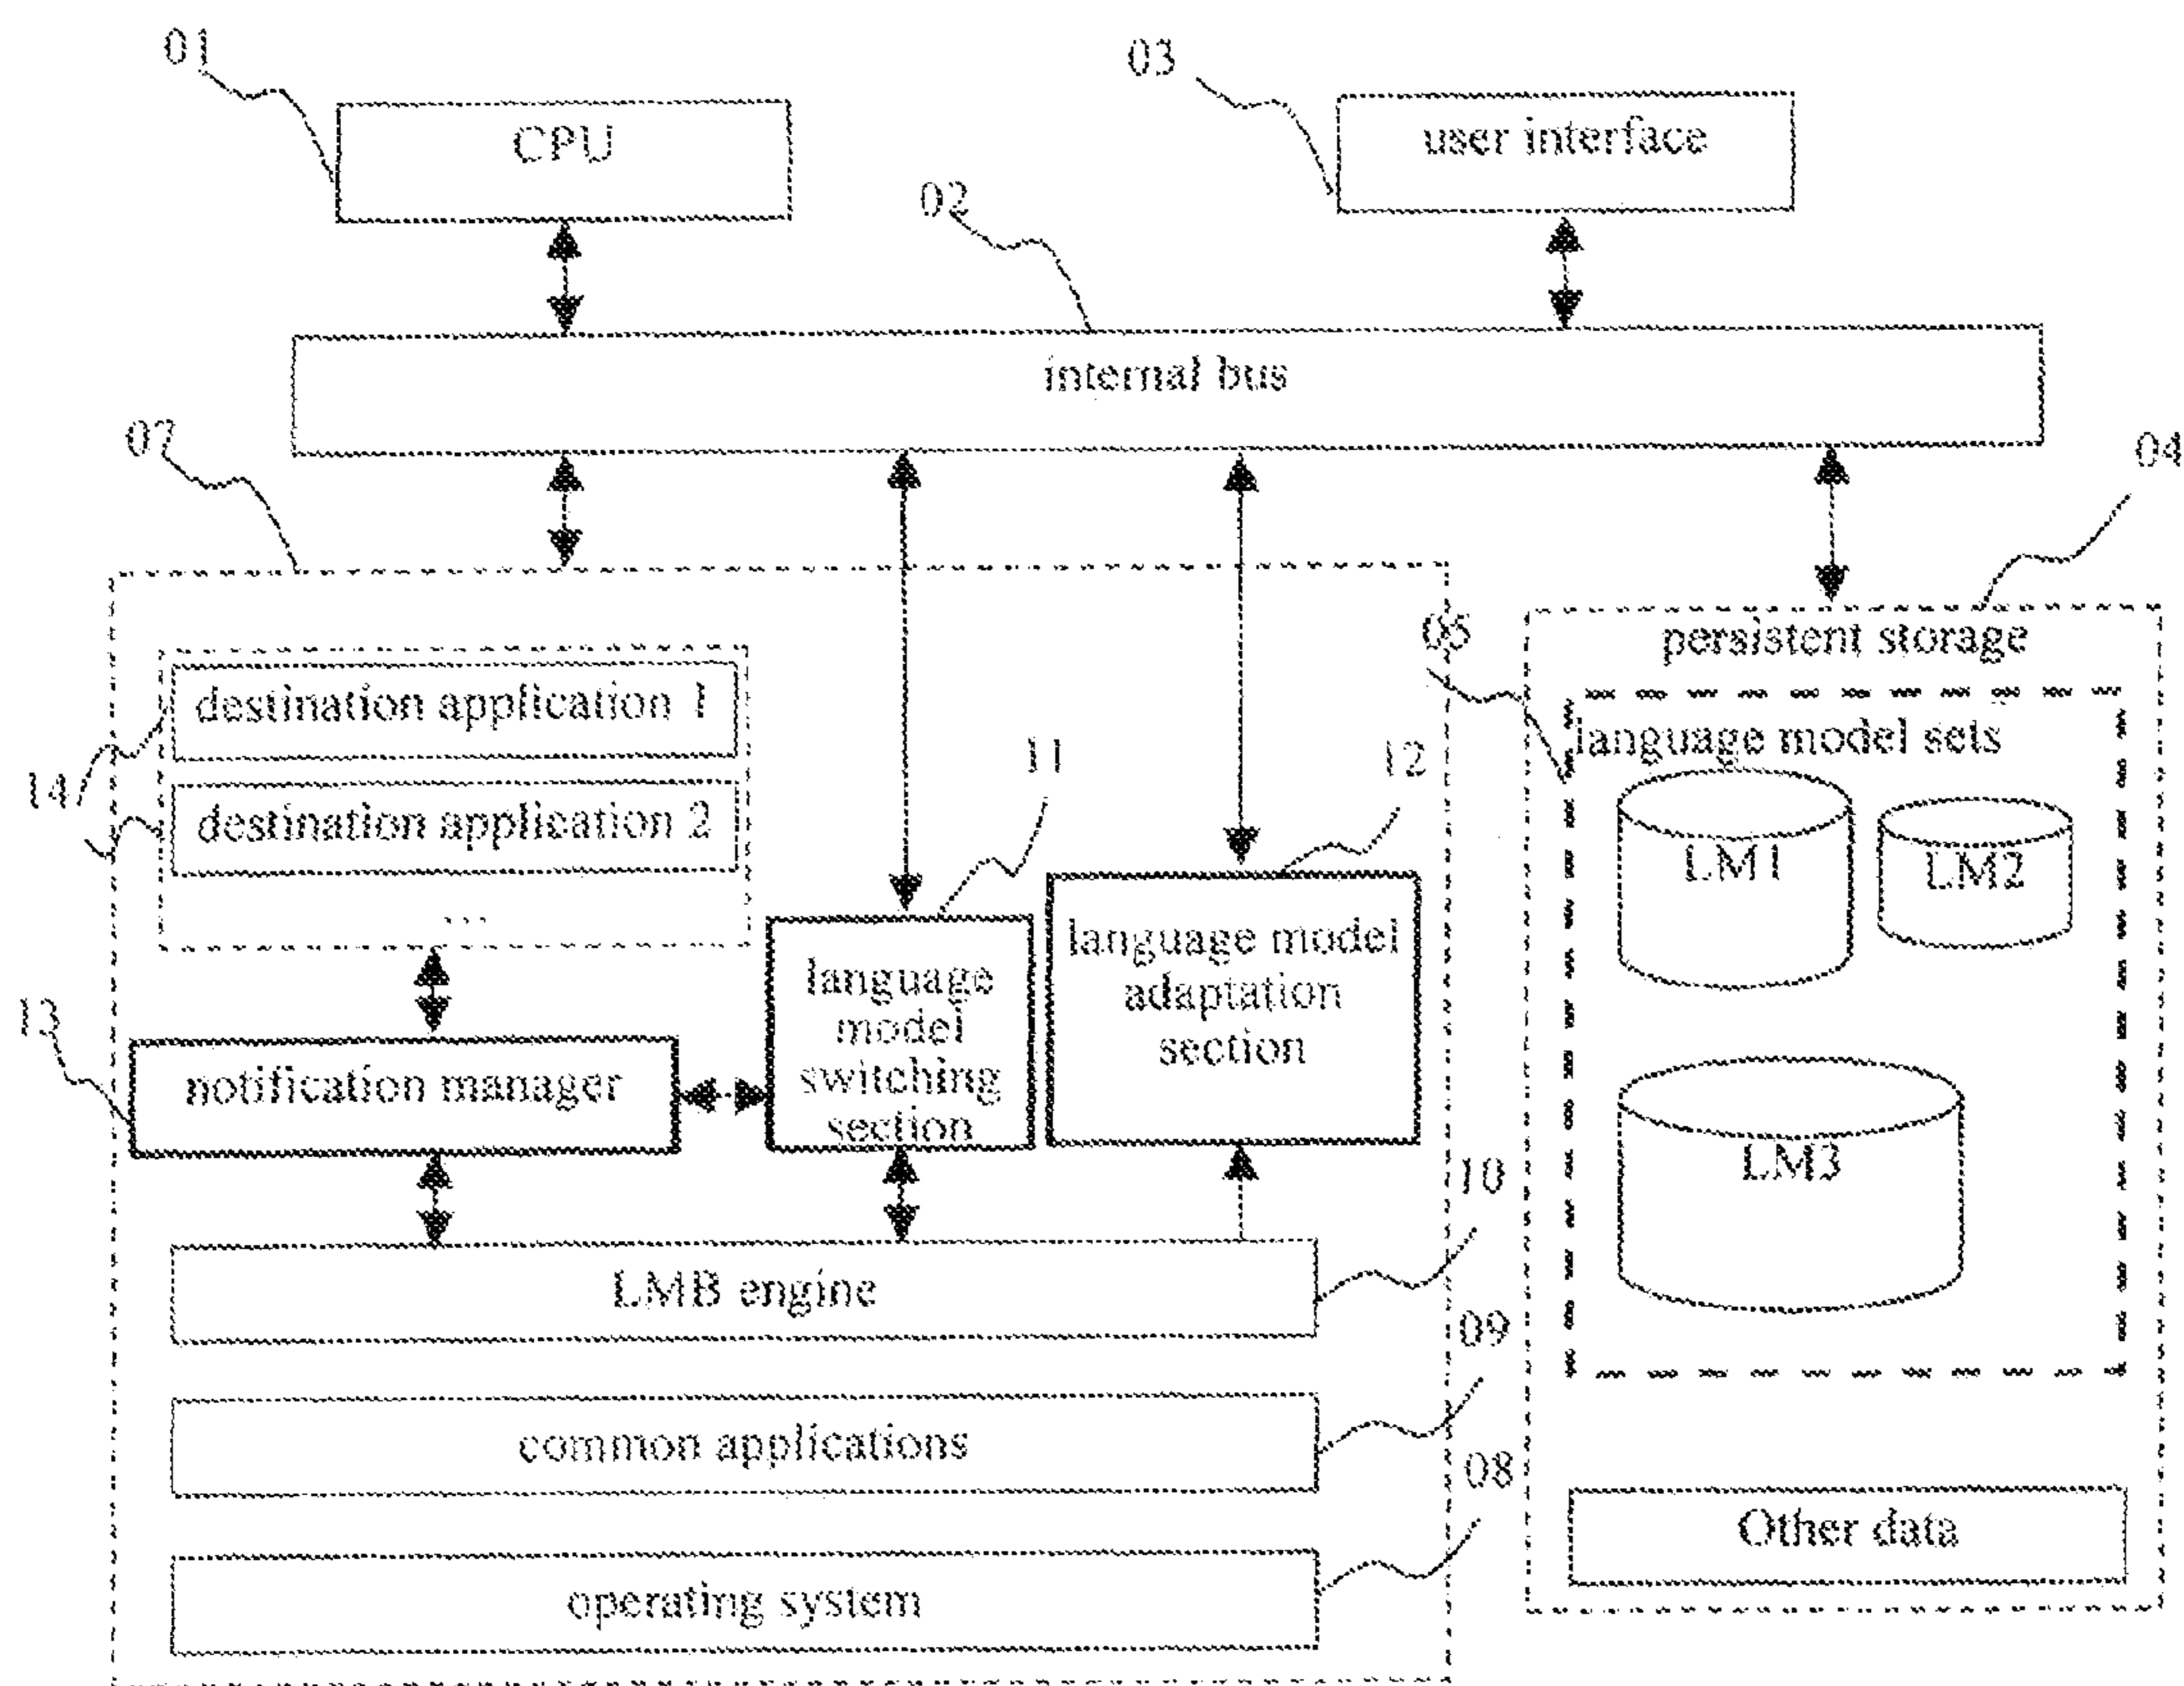 01
CPU
03
user interface
02
internal bus
07
04
persistent storage
language model sets
LM1
LM2
LM3
Other data
14
destination application 1
destination application 2
...
11
language
model
switching
section
12
language model
adaptation
section
13
notification manager
10
LMB engine
09
common applications
08
operating system